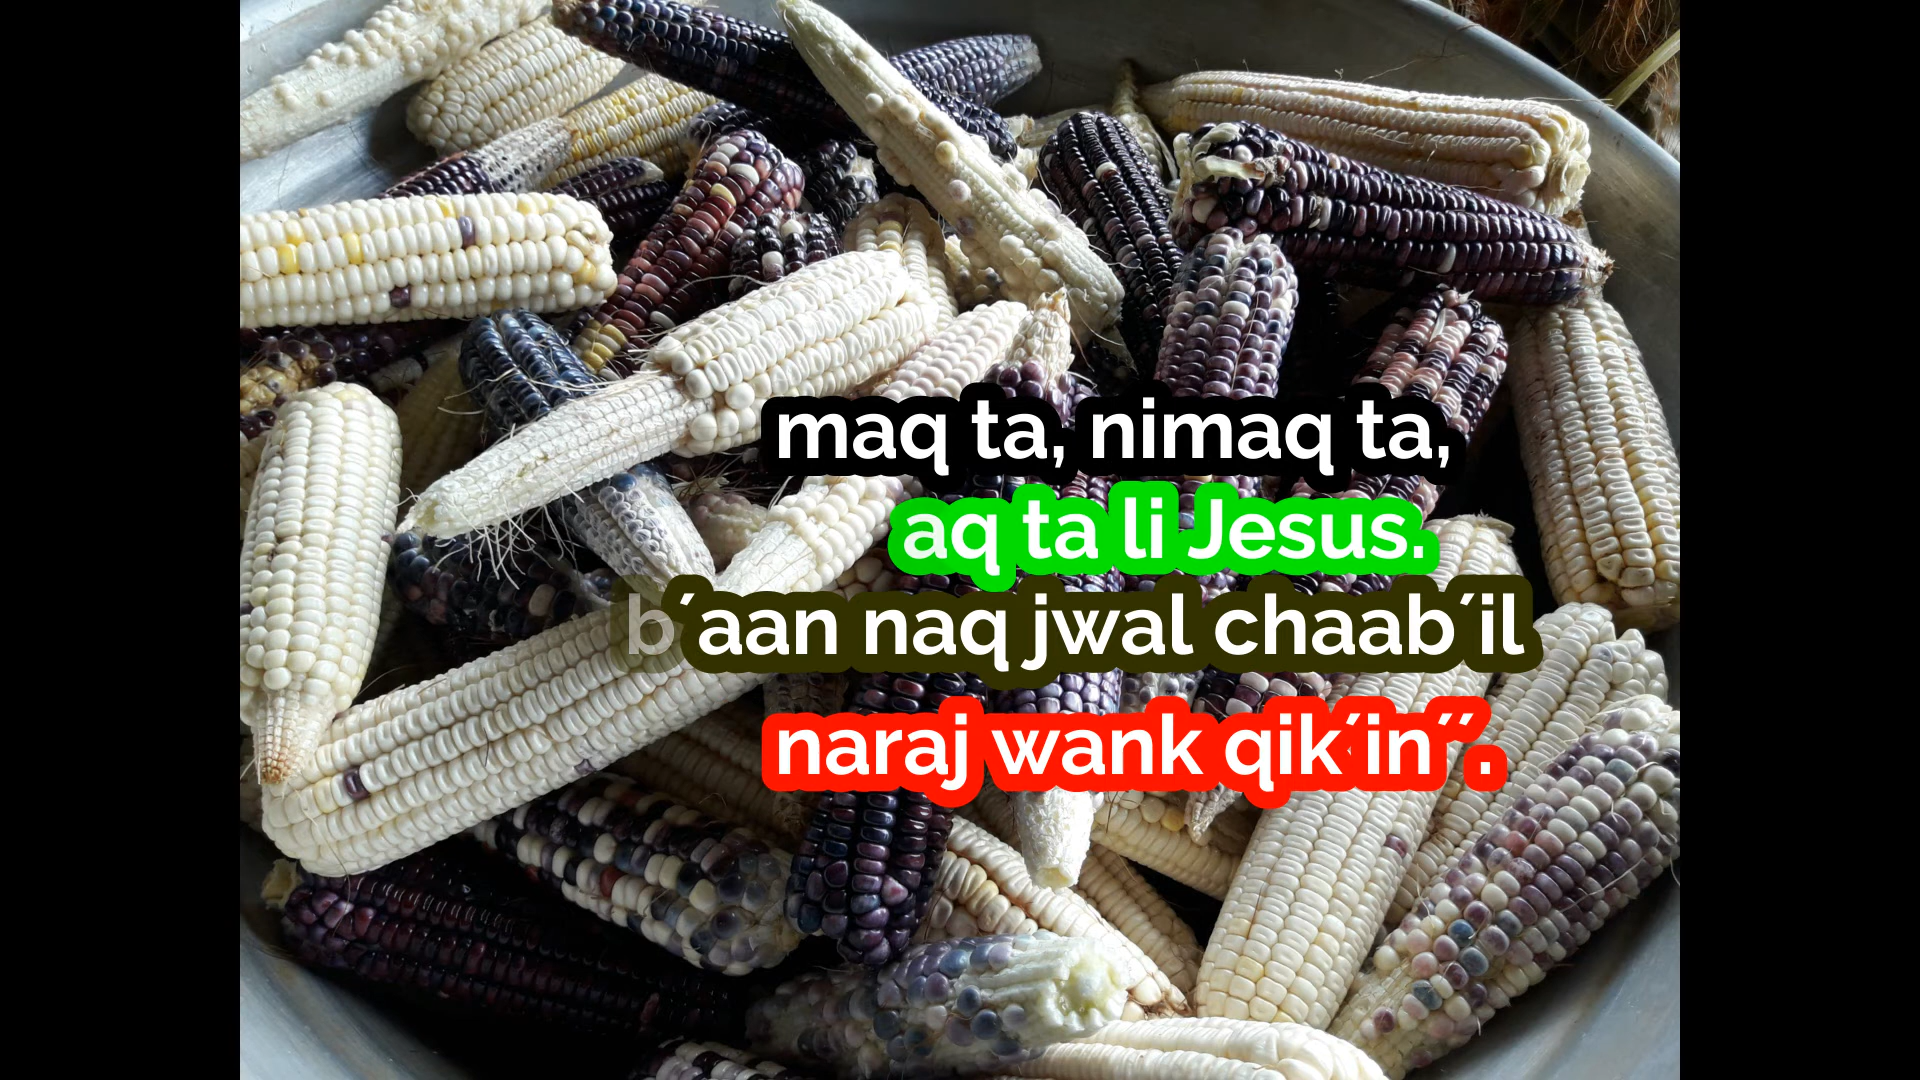 maq ta, nimaq ta,
aq ta li Jesus.
b´aan naq jwal chaab´il
naraj wank qik´in´´.